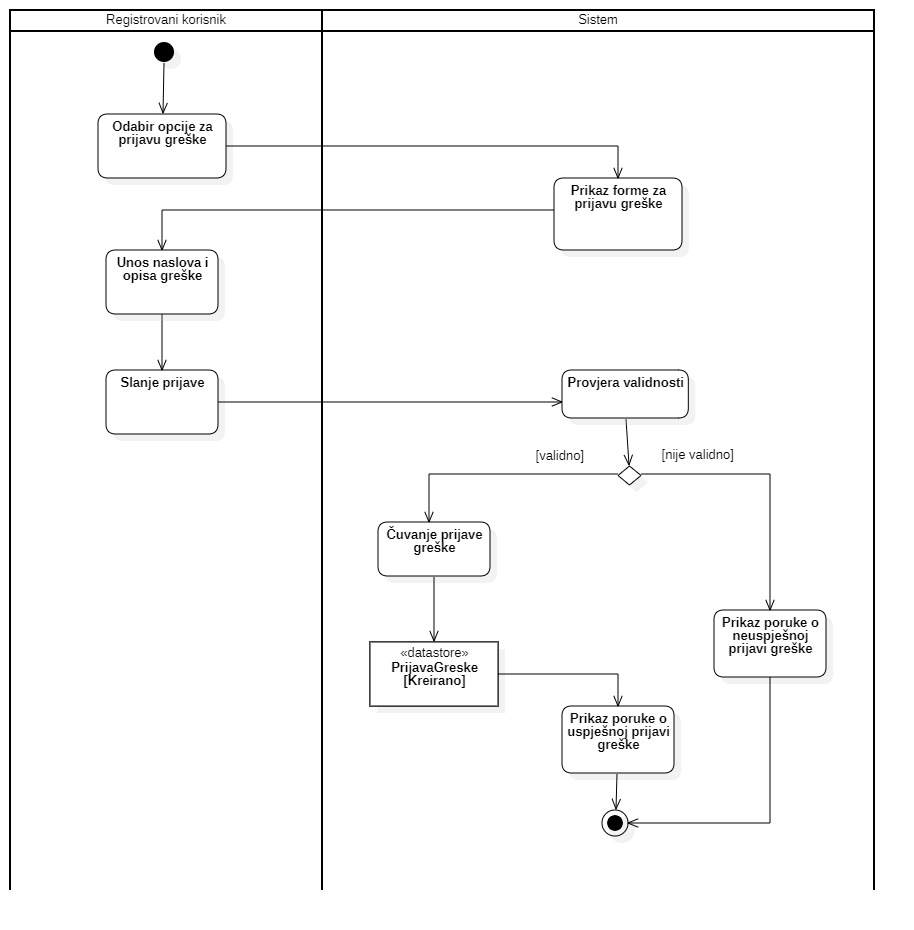 Registrovani korisnik
Sistem
Odabir opcije za
prijavu greške
Prikaz forme za
prijavu greške
Unos naslova i
opisa greške
Slanje prijave
Provjera validnosti
[validno]
[nije validno]
Čuvanje prijave
greške
Prikaz poruke o
neuspješnoj
prijavi greške
«datastore»
PrijavaGreske
[Kreirano]
Prikaz poruke o
uspješnoj prijavi
greške